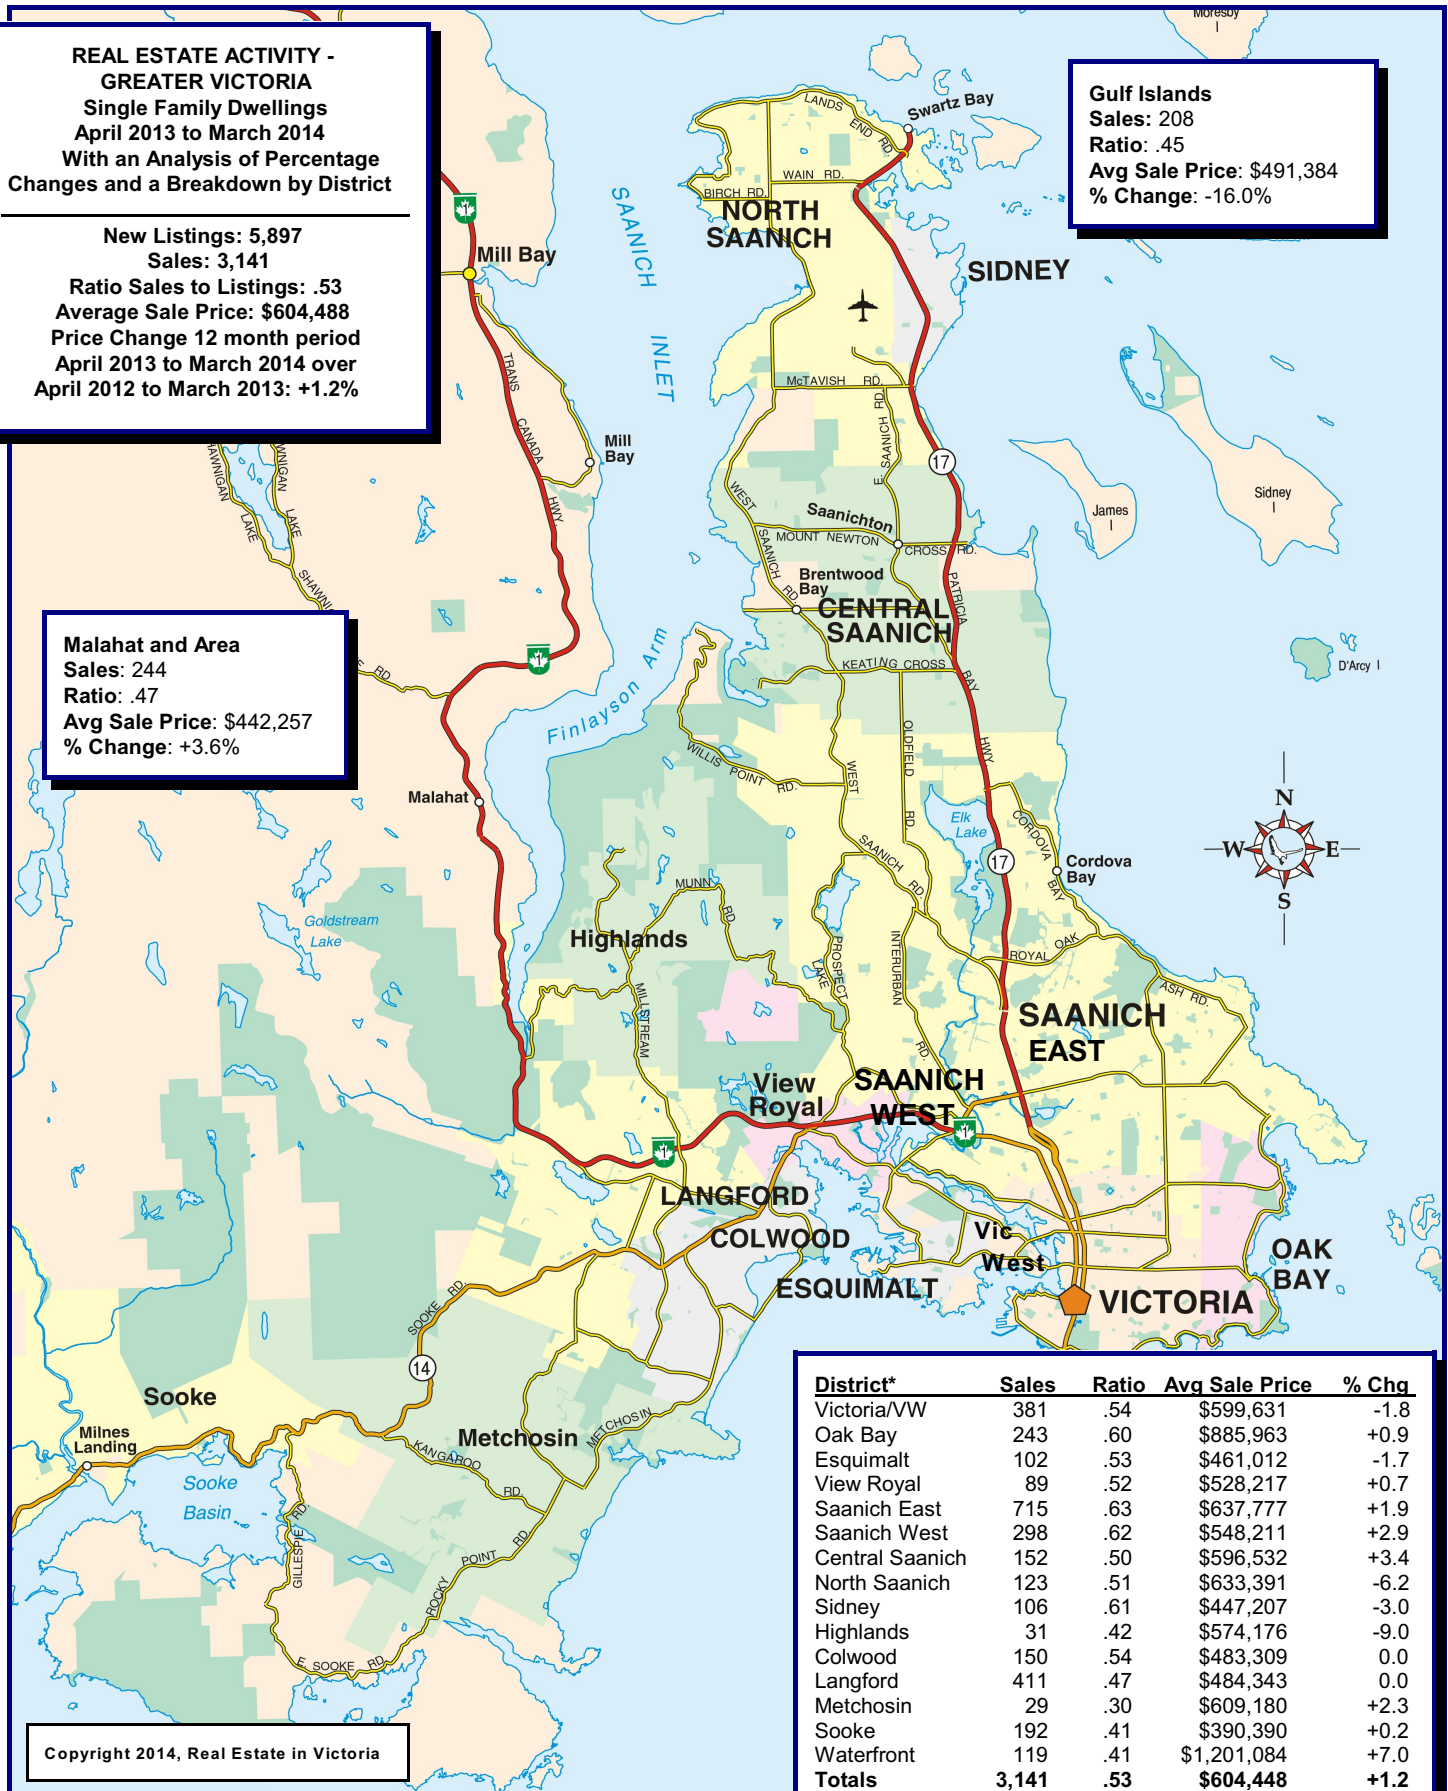 REAL ESTATE ACTIVITY -
GREATER VICTORIA
Single Family Dwellings
April 2013 to March 2014
With an Analysis of Percentage
Changes and a Breakdown by District
New Listings: 5,897
Sales: 3,141
Ratio Sales to Listings: .53
Average Sale Price: $604,488
Price Change 12 month period
April 2013 to March 2014 over
April 2012 to March 2013: +1.2%
Moresby
I
Gulf Islands
Sales: 208
Ratio: .45
Avg Sale Price: $491,384
% Change: -16.0%
LANDS
END RD.
Swartz Bay
WAIN RD.
BIRCH RD.
NORTH
SAANICH
SAANICH
INLET
SIDNEY
1
Mill Bay
TRANS
CANADA
HWY.
McTAVISH RD.
E. SAANICH RD.
Mill
Bay
17
Sidney
I
James
I
SHAWNIGAN
LAKE
LAKE
WEST
SAANICH
RD.
Saanichton
MOUNT NEWTON
CROSS RD.
PATRICIA
BAY
HWY.
Brentwood
Bay
CENTRAL
SAANICH
KEATING CROSS
Malahat and Area
Sales: 244
Ratio: .47
Avg Sale Price: $442,257
% Change: +3.6%
RD
1
Finlayson Arm
D'Arcy I
WILLIS POINT RD.
OLDFIELD
RD.
WEST
SAANICH
RD.
Malahat
Elk
Lake
17
CORDOVA
BAY
Cordova
Bay
N
W
E
S
MUNN
RD.
Goldstream
Lake
Highlands
PROSPECT
LAKE
INTERURBAN
RD.
ROYAL OAK
ASH RD.
MILLSTREAM
SAANICH
EAST
View
Royal
SAANICH
WEST
1
1
LANGFORD
COLWOOD
ESQUIMALT
Vic
West
OAK
BAY
VICTORIA
SOOKE RD.
14
Sooke
Milnes
Landing
Metchosin
METCHOSIN
KANGAROO
RD.
Sooke
Basin
GILLESPIE RD.
ROCKY POINT RD.
E. SOOKE RD.
District* Sales Ratio Avg Sale Price % Chg
Victoria/VW 381 .54 $599,631 -1.8
Oak Bay 243 .60 $885,963 +0.9
Esquimalt 102 .53 $461,012 -1.7
View Royal 89 .52 $528,217 +0.7
Saanich East 715 .63 $637,777 +1.9
Saanich West 298 .62 $548,211 +2.9
Central Saanich 152 .50 $596,532 +3.4
North Saanich 123 .51 $633,391 -6.2
Sidney 106 .61 $447,207 -3.0
Highlands 31 .42 $574,176 -9.0
Colwood 150 .54 $483,309 0.0
Langford 411 .47 $484,343 0.0
Metchosin 29 .30 $609,180 +2.3
Sooke 192 .41 $390,390 +0.2
Waterfront 119 .41 $1,201,084 +7.0
Totals 3,141 .53 $604,448 +1.2
Copyright 2014, Real Estate in Victoria